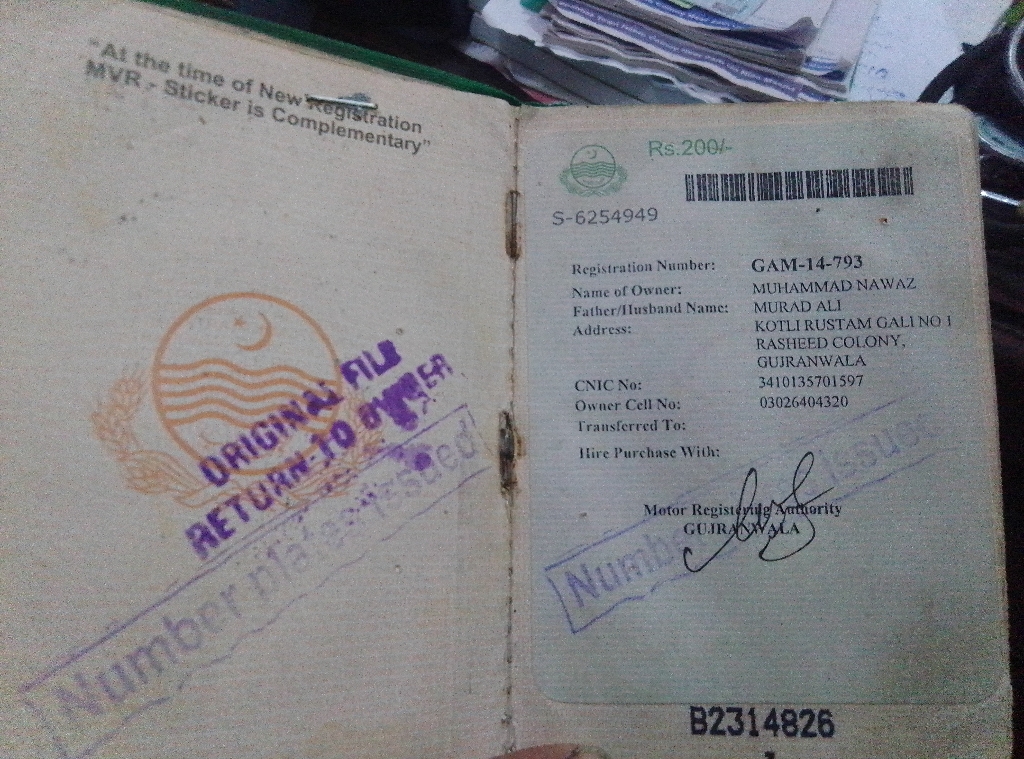 "At the time of New Registration
MVR - Sticker is Complementary"
ORIGINAL FILE
RETURN TO OWNER
Number plates issued
Rs.200/-
S-6254949
Registration Number: GAM-14-793
Name of Owner: MUHAMMAD NAWAZ
Father/Husband Name: MURAD ALI
Address: KOTLI RUSTAM GALI NO 1
RASHEED COLONY,
GUJRANWALA
CNIC No: 3410135701597
Owner Cell No: 03026404320
Transferred To:
Hire Purchase With:
Motor Registering Authority
GUJRANWALA
B2314826